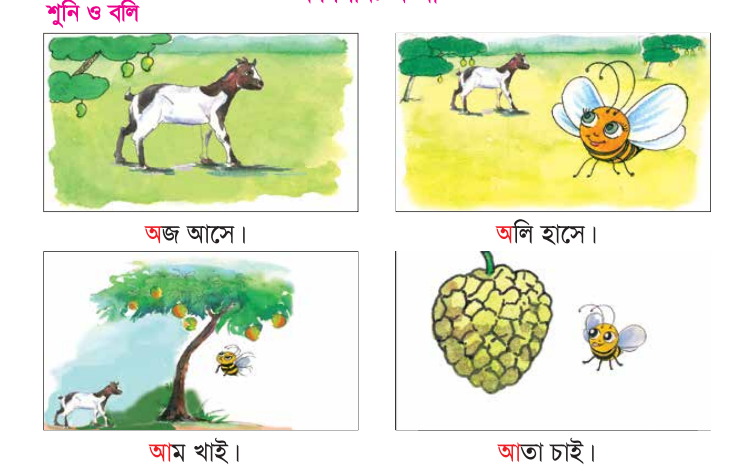 শুনি ও বলি
অজ আসে।
অলি হাসে।
আম খাই।
আতা চাই।